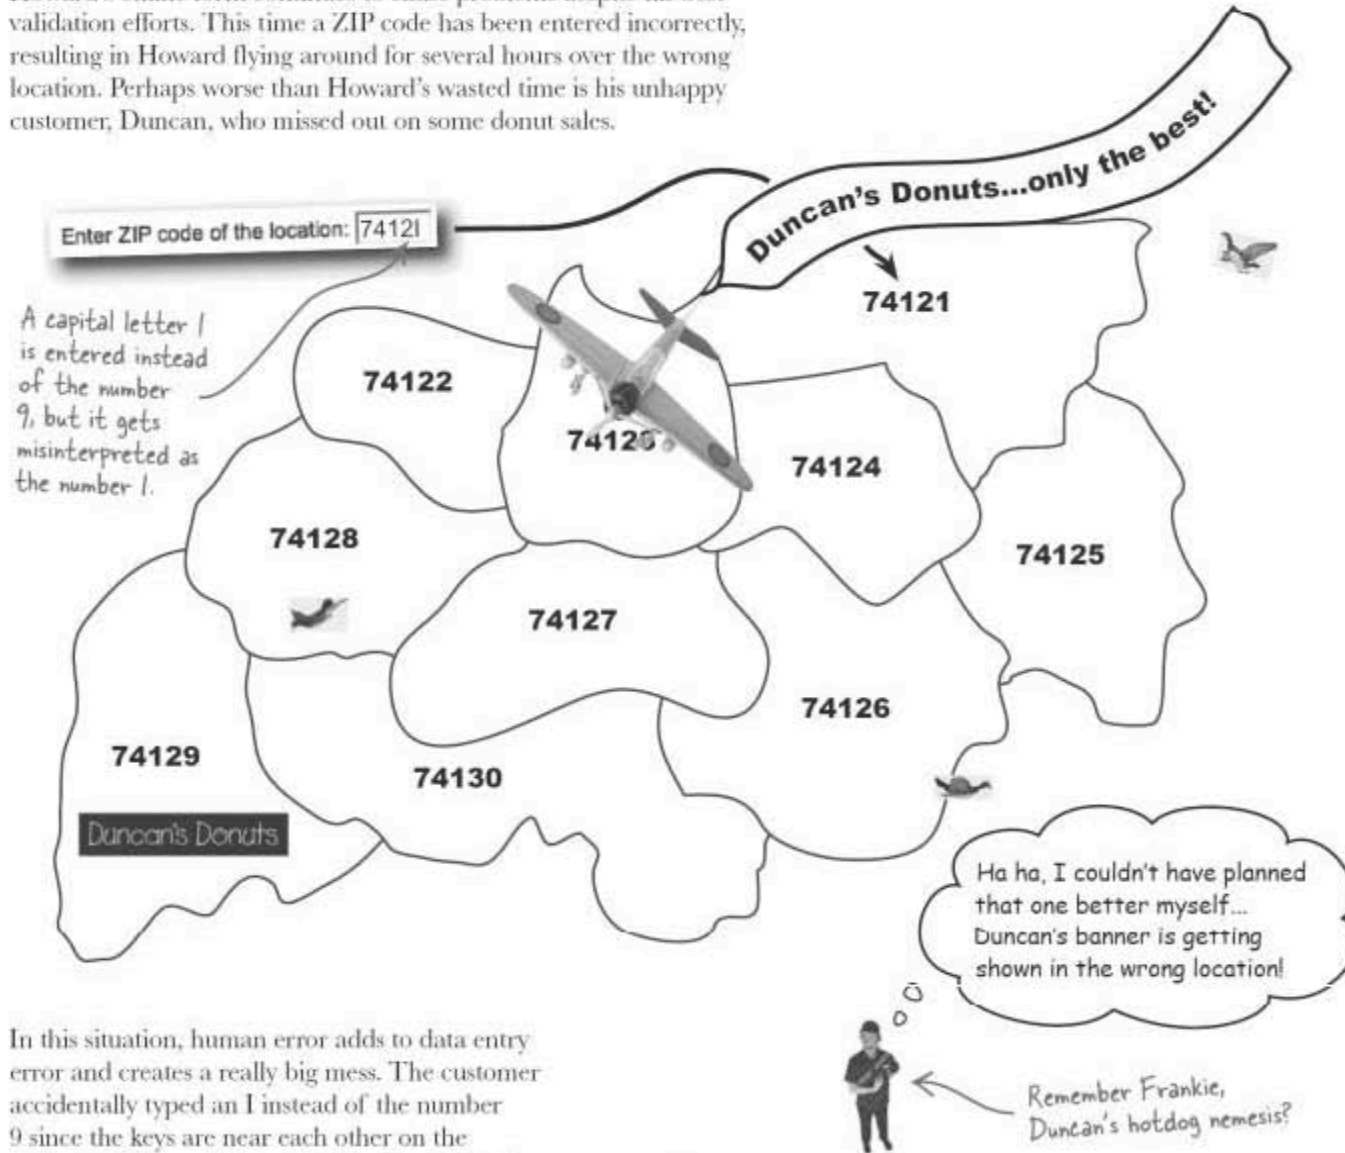 validation efforts. This time a ZIP code has been entered incorrectly,
resulting in Howard flying around for several hours over the wrong
location. Perhaps worse than Howard's wasted time is his unhappy
customer, Duncan, who missed out on some donut sales.
Duncan's Donuts...only the best!
Enter ZIP code of the location: 7412I
A capital letter I
is entered instead
of the number
9, but it gets
misinterpreted as
the number 1.
74121
74122
74124
74128
74125
74127
74126
74129
74130
Duncan's Donuts
Ha ha, I couldn't have planned
that one better myself...
Duncan's banner is getting
shown in the wrong location!
In this situation, human error adds to data entry
error and creates a really big mess. The customer
accidentally typed an I instead of the number
9 since the keys are near each other on the
Remember Frankie,
Duncan's hotdog nemesis?